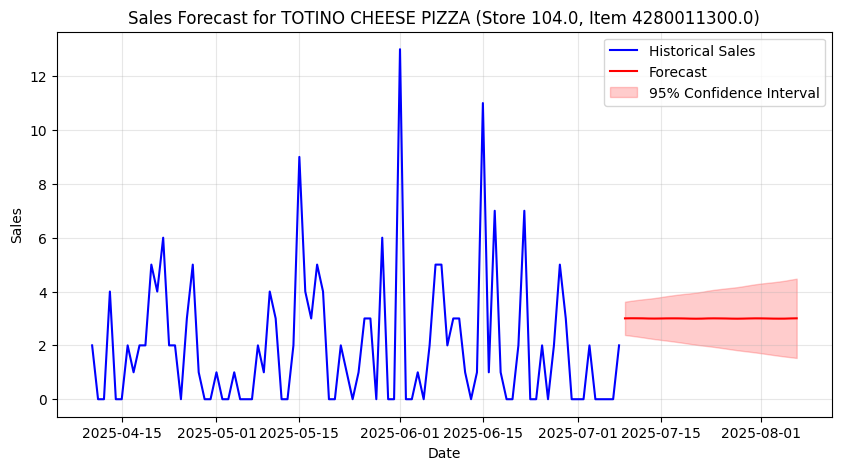 Sales Forecast for TOTINO CHEESE PIZZA (Store 104.0, Item 4280011300.0)
Historical Sales
Forecast
95% Confidence Interval
Sales
12
10
8
6
4
2
0
2025-04-15 2025-05-01 2025-05-15 2025-06-01 2025-06-15 2025-07-01 2025-07-15 2025-08-01
Date